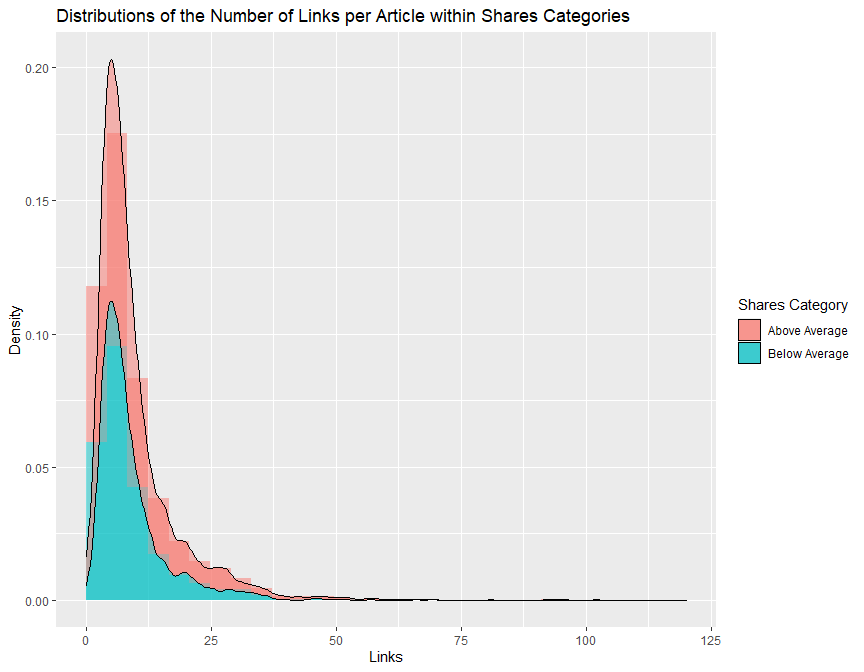 Distributions of the Number of Links per Article within Shares Categories
0.20
0.15
0.10
0.05
0.00
Density
0
25
50
75
100
125
Links
Shares Category
Above Average
Below Average